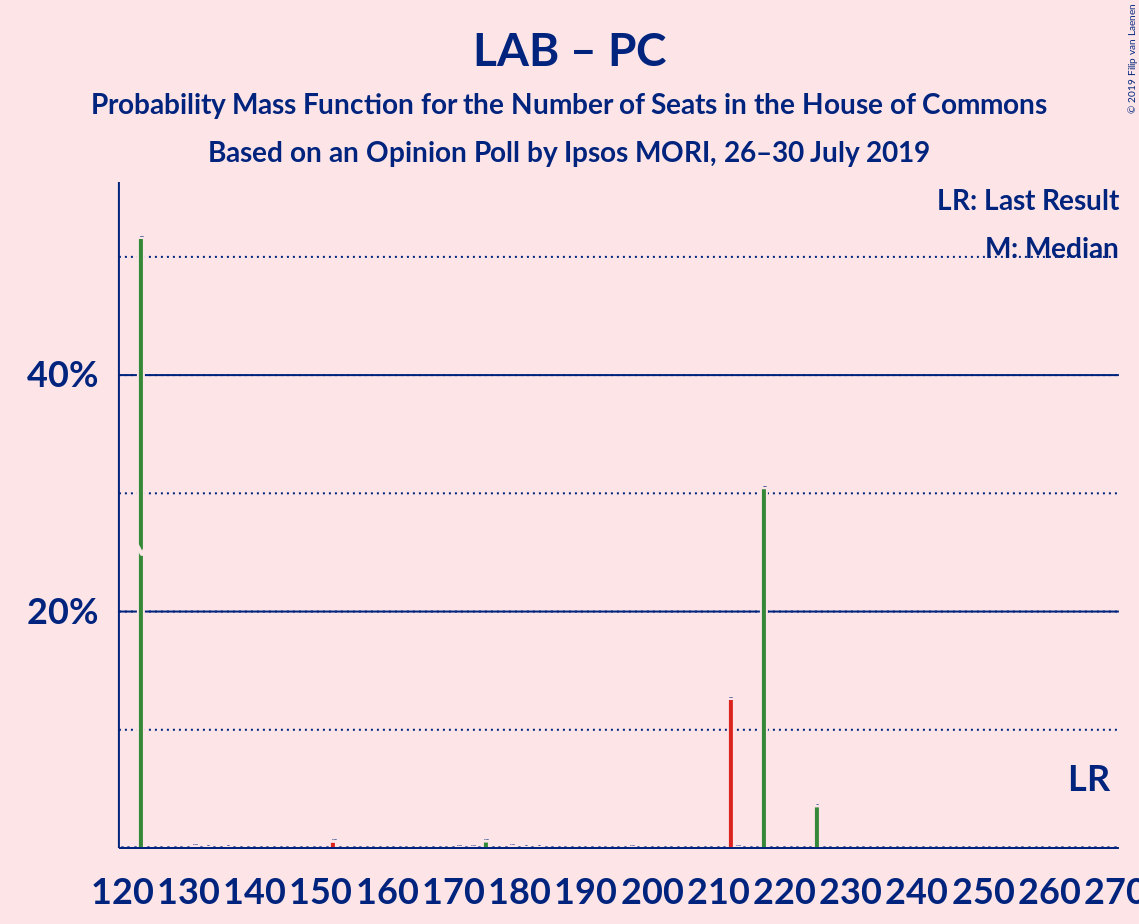 LAB – PC
Probability Mass Function for the Number of Seats in the House of Commons
Based on an Opinion Poll by Ipsos MORI, 26–30 July 2019
© 2019 Filip van Laenen
LR: Last Result
M: Median
40%
20%
LR
120 130 140 150 160 170 180 190 200 210 220 230 240 250 260 270